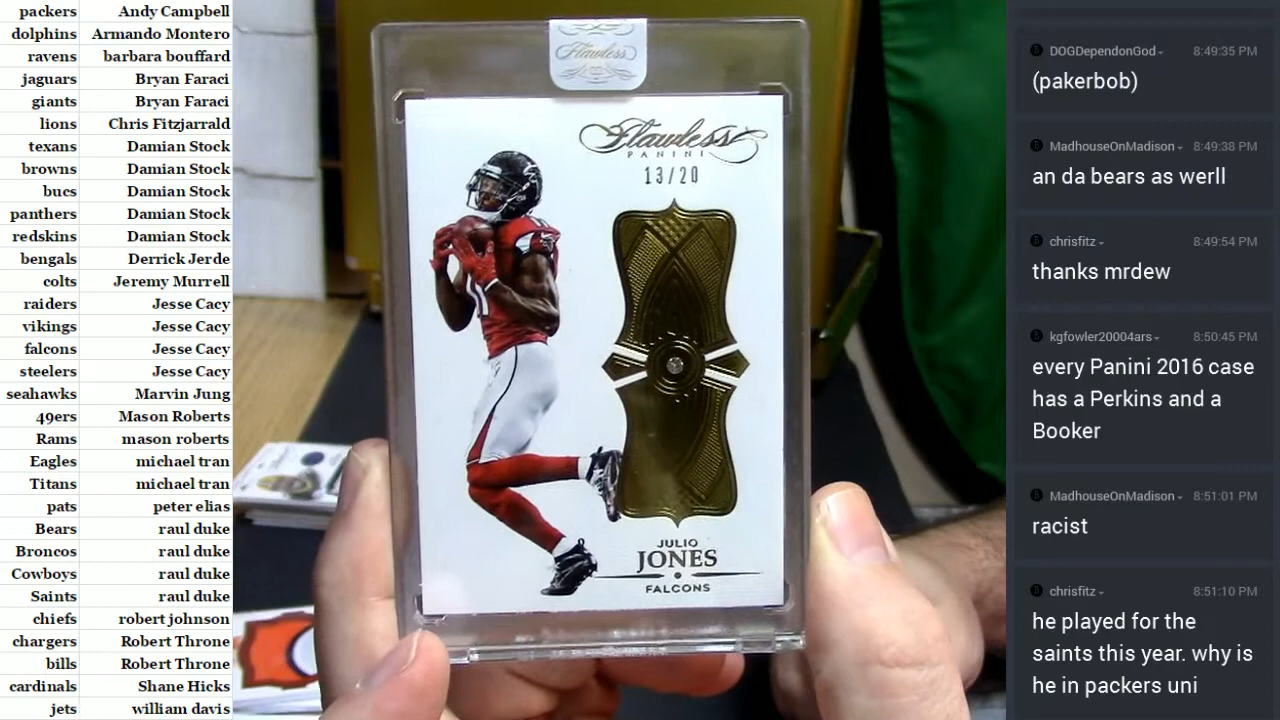 packers Andy Campbell
dolphins Armando Montero
ravens barbara bouffard
jaguars Bryan Faraci
giants Bryan Faraci
lions Chris Fitzjarrald
texans Damian Stock
browns Damian Stock
bucs Damian Stock
panthers Damian Stock
redskins Damian Stock
bengals Derrick Jerde
colts Jeremy Murrell
raiders Jesse Cacy
vikings Jesse Cacy
falcons Jesse Cacy
steelers Jesse Cacy
seahawks Marvin Jung
49ers Mason Roberts
Rams mason roberts
Eagles michael tran
Titans michael tran
pats peter elias
Bears raul duke
Broncos raul duke
Cowboys raul duke
Saints raul duke
chiefs robert johnson
chargers Robert Throne
bills Robert Throne
cardinals Shane Hicks
jets william davis
Flawless
Flawless
PANINI
13/20
JULIO
JONES
FALCONS
DOGDependonGod 8:49:35 PM
(pakerbob)
MadhouseOnMadison 8:49:38 PM
an da bears as werll
chrisfitz 8:49:54 PM
thanks mrdew
kgfowler20004ars 8:50:45 PM
every Panini 2016 case
has a Perkins and a
Booker
MadhouseOnMadison 8:51:01 PM
racist
chrisfitz 8:51:10 PM
he played for the
saints this year. why is
he in packers uni